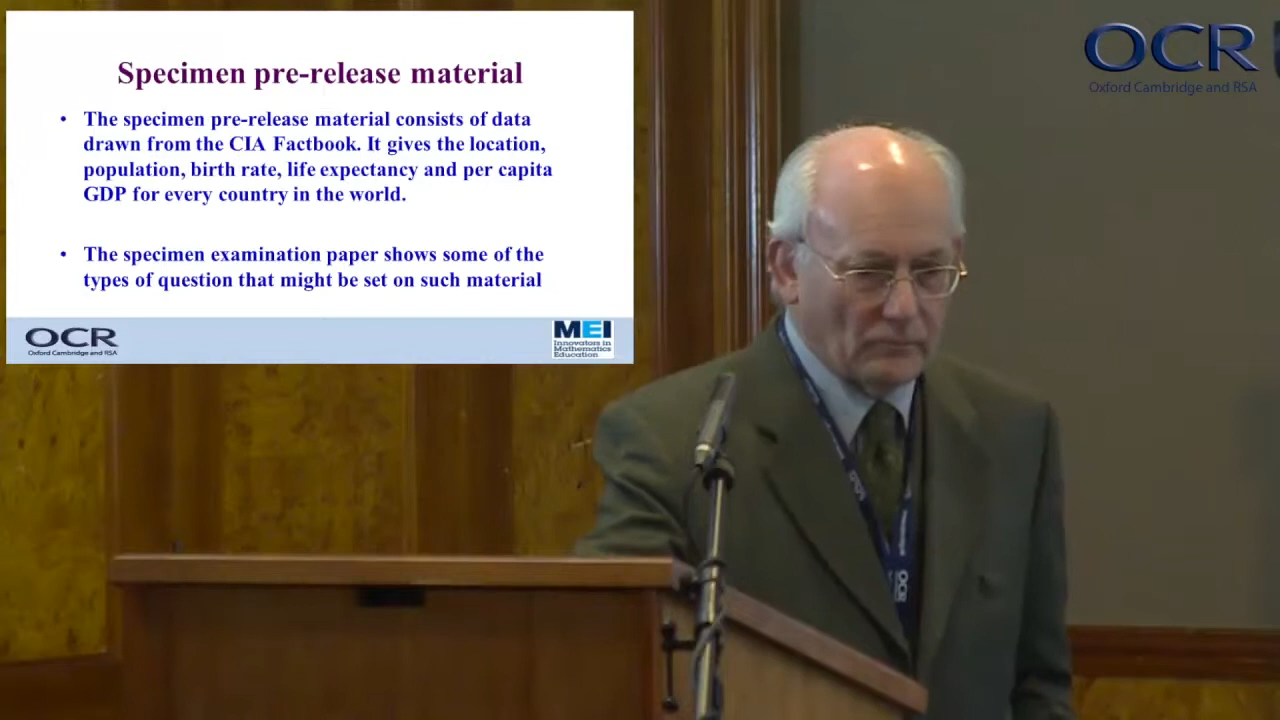 Specimen pre-release material
• The specimen pre-release material consists of data
drawn from the CIA Factbook. It gives the location,
population, birth rate, life expectancy and per capita
GDP for every country in the world.
• The specimen examination paper shows some of the
types of question that might be set on such material
OCR
Oxford Cambridge and RSA
MEI
Innovators in
Mathematics
Education
OCR
Oxford Cambridge and RSA
OCR